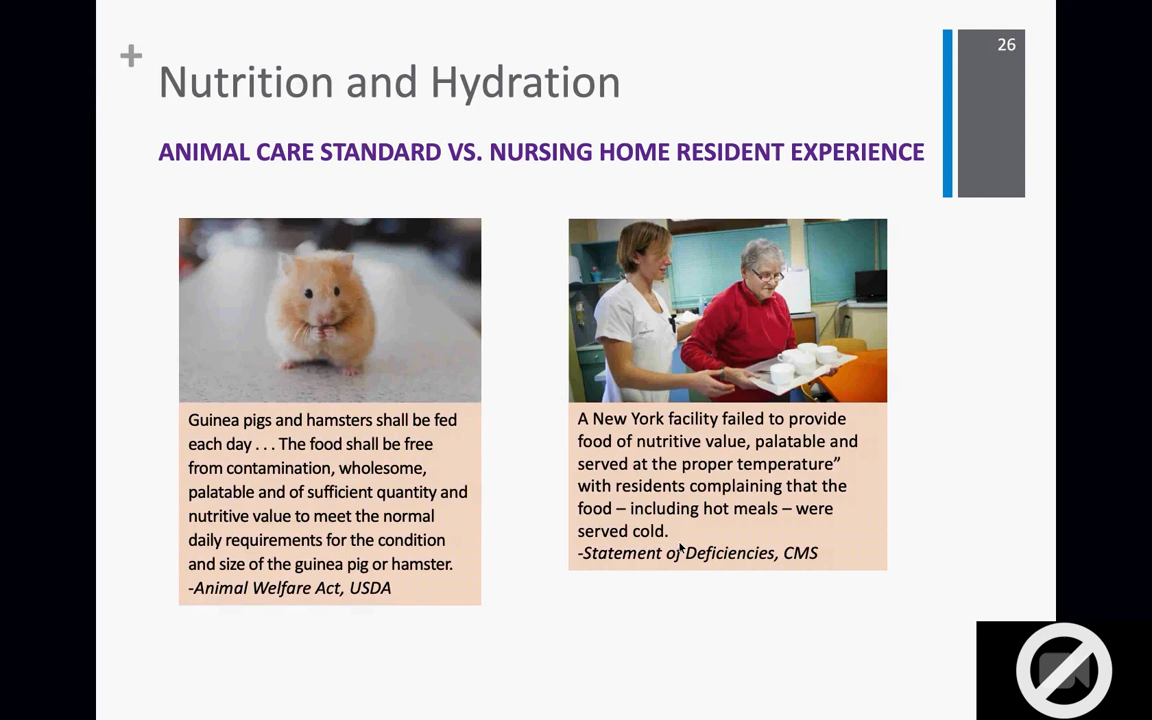 26
+
Nutrition and Hydration
ANIMAL CARE STANDARD VS. NURSING HOME RESIDENT EXPERIENCE
Guinea pigs and hamsters shall be fed
each day . . . The food shall be free
from contamination, wholesome,
palatable and of sufficient quantity and
nutritive value to meet the normal
daily requirements for the condition
and size of the guinea pig or hamster.
-Animal Welfare Act, USDA
A New York facility failed to provide
food of nutritive value, palatable and
served at the proper temperature”
with residents complaining that the
food – including hot meals – were
served cold.
-Statement of Deficiencies, CMS